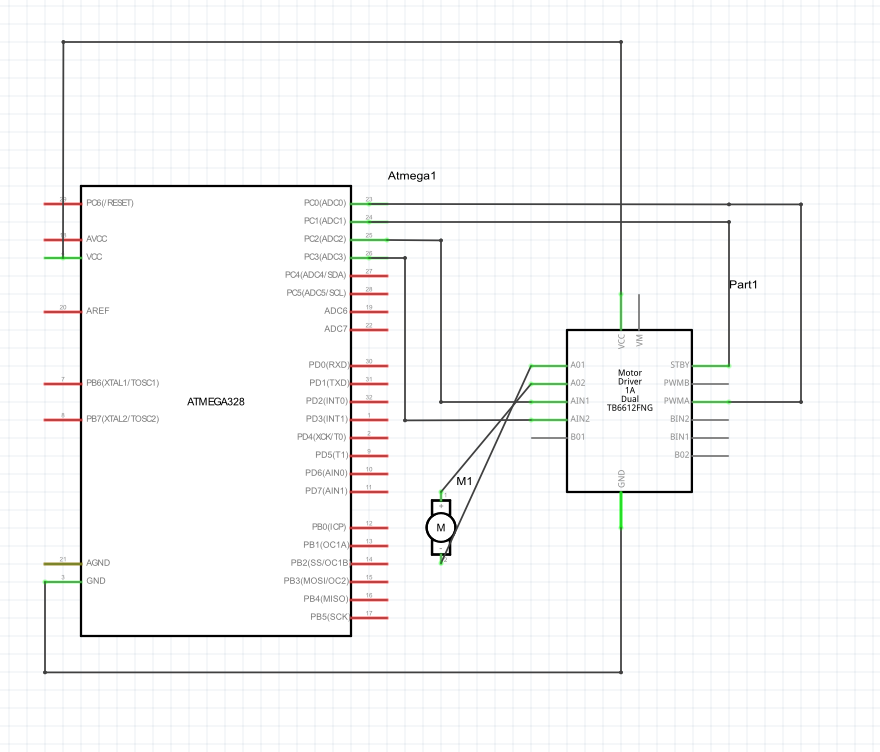 Atmega1
29
PC6(/RESET)
PC0(ADC0)
23
PC1(ADC1)
24
18
AVCC
PC2(ADC2)
25
VCC
PC3(ADC3)
26
PC4(ADC4/SDA)
27
PC5(ADC5/SCL)
28
20
AREF
ADC6
19
ADC7
22
PD0(RXD)
30
7
PB6(XTAL1/TOSC1)
PD1(TXD)
31
ATMEGA328
PD2(INT0)
32
8
PB7(XTAL2/TOSC2)
PD3(INT1)
1
PD4(XCK/T0)
2
PD5(T1)
9
PD6(AIN0)
10
PD7(AIN1)
11
PB0(ICP)
12
PB1(OC1A)
13
21
AGND
PB2(SS/OC1B)
14
3
GND
PB3(MOSI/OC2)
15
PB4(MISO)
16
PB5(SCK
17
Part1
VCC
VM
A01
STBY
A02
PWMB
AIN1
PWMA
AIN2
BIN2
B01
BIN1
B02
Motor
Driver
1A
Dual
TB6612FNG
GND
M1
+
M
-